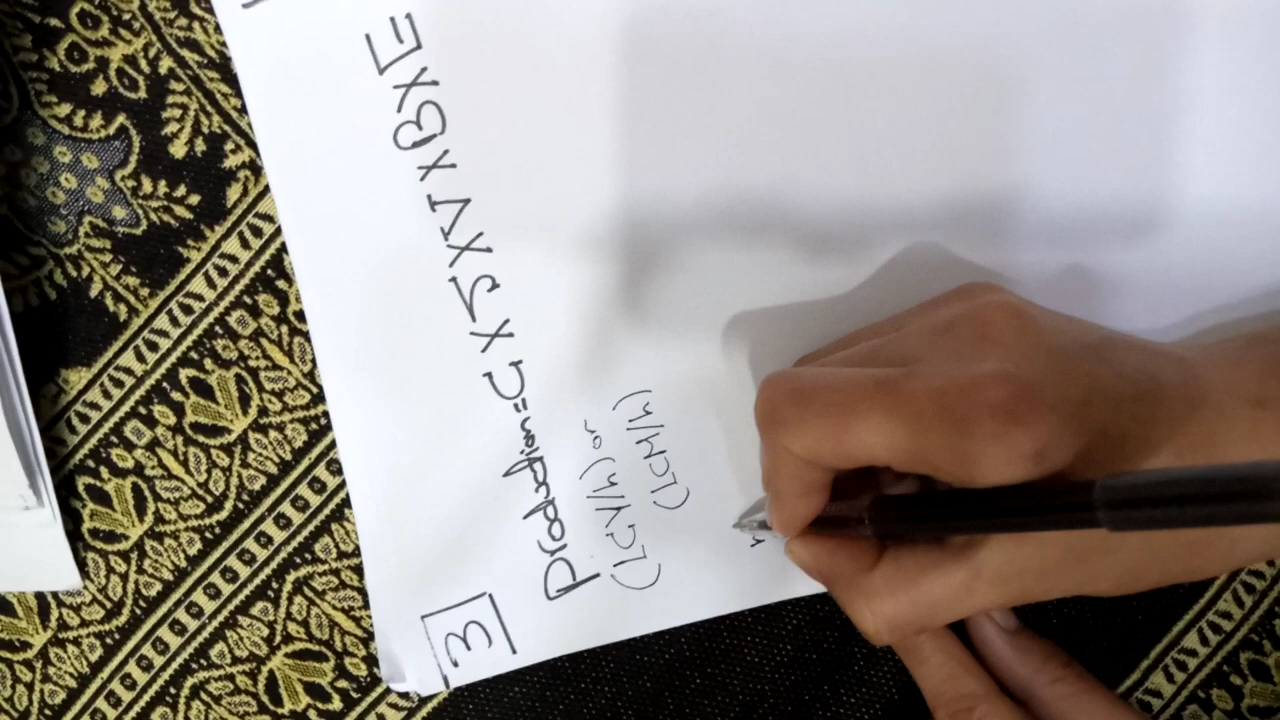 3
Production = C × S × V × B × E
(LCY/h) or
(LCM/h)